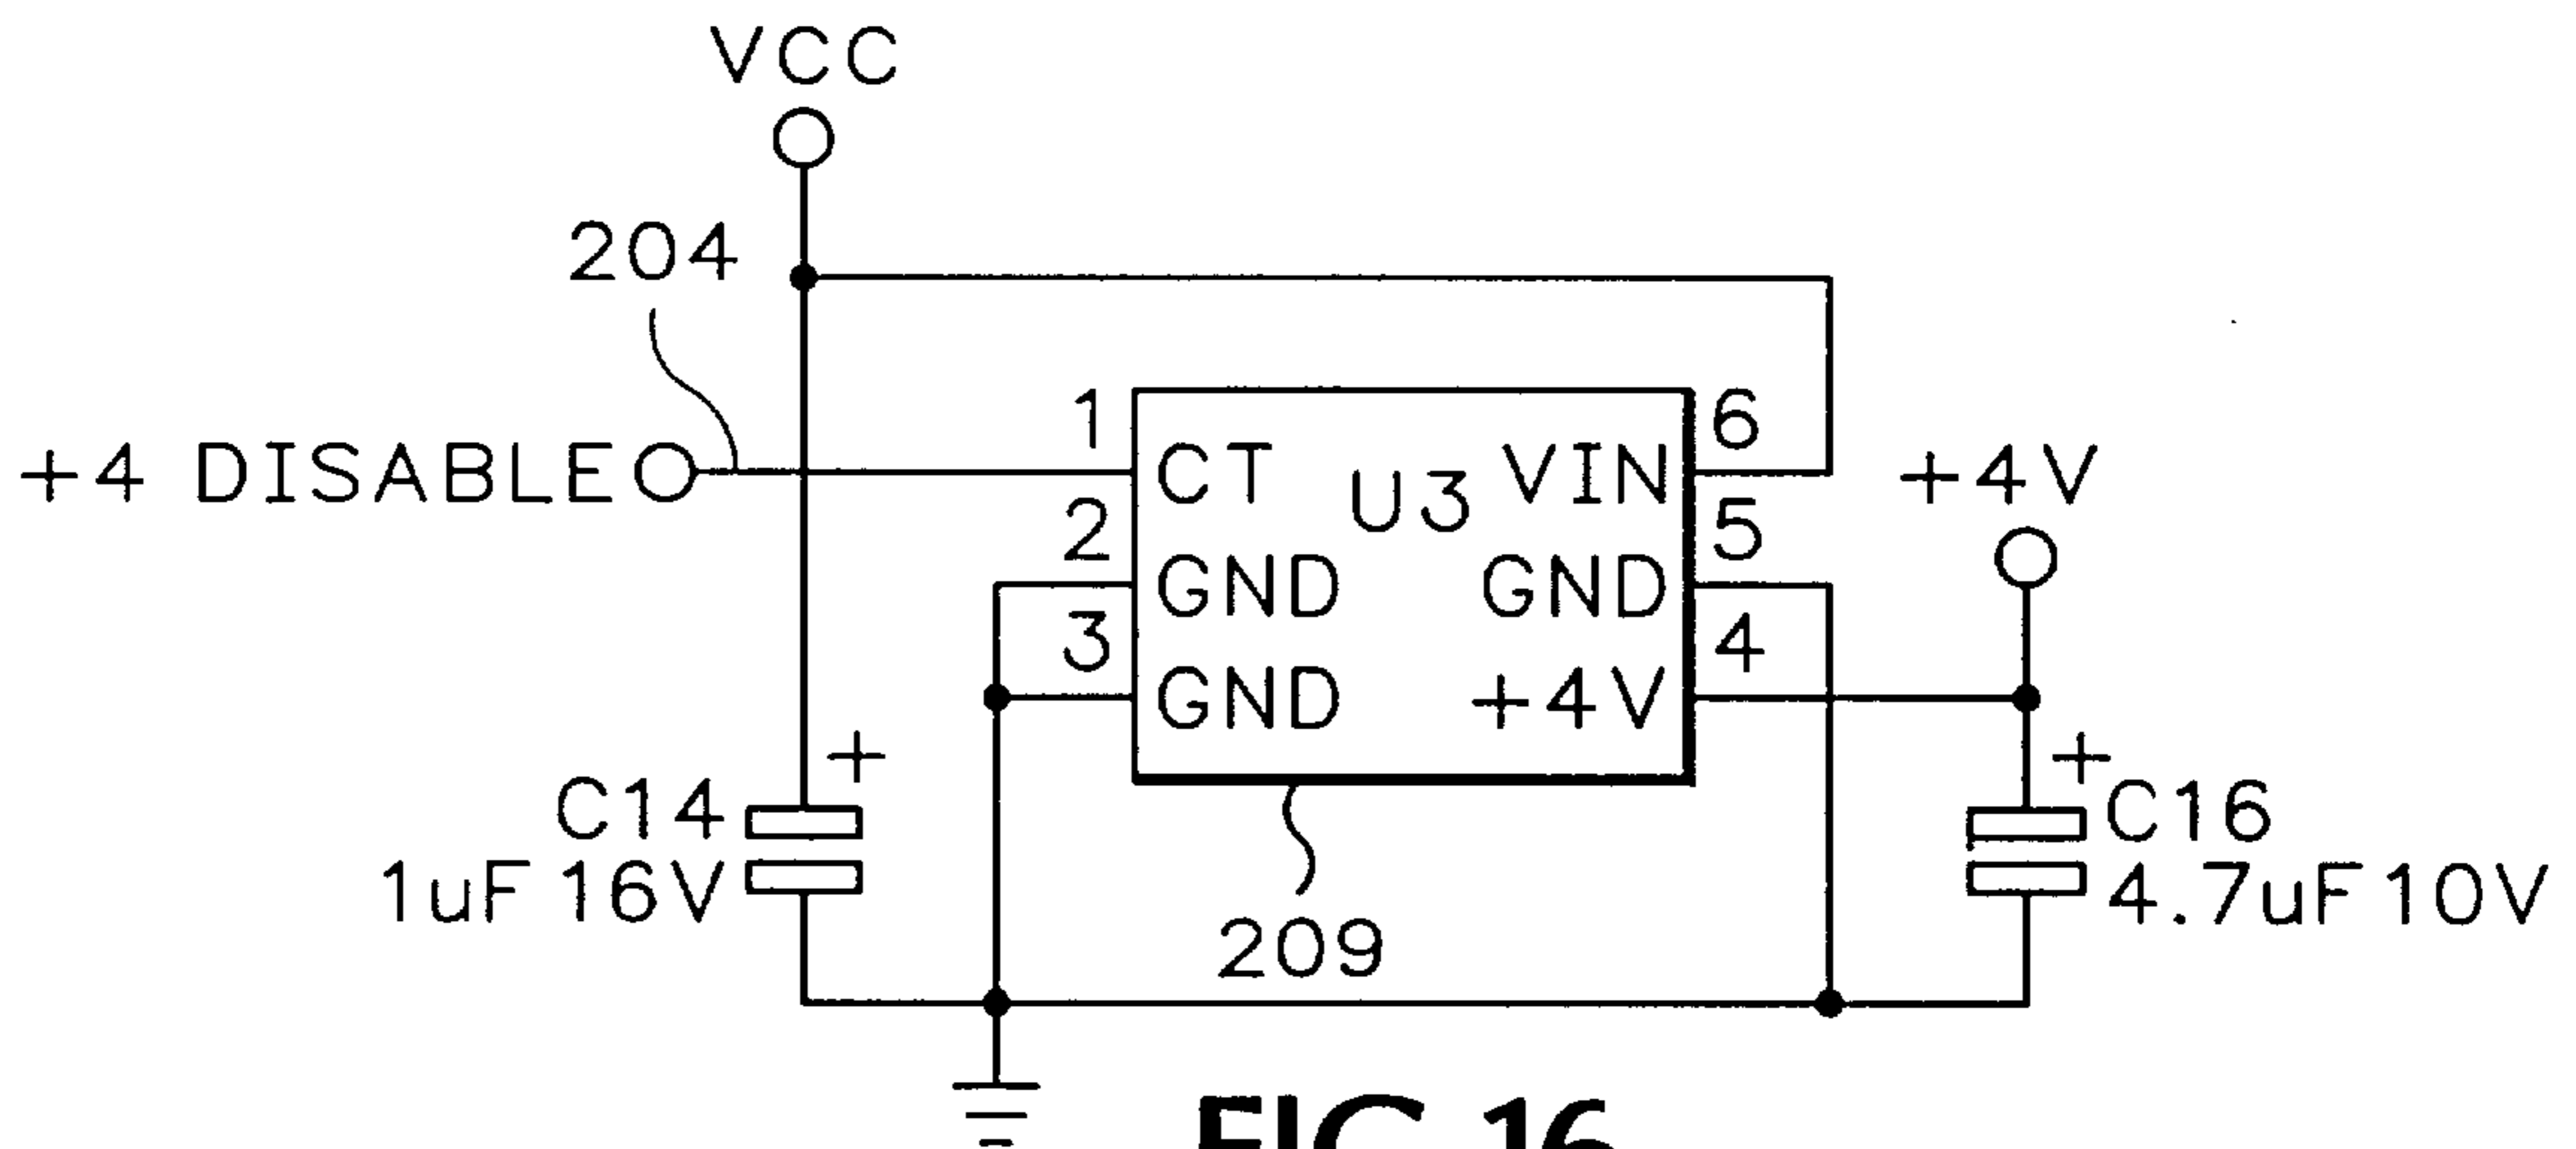 VCC
204
+4 DISABLE
1
CT
2
GND
3
GND
U3
6
VIN
5
GND
4
+4V
+4V
C14
1uF 16V
+
209
+
C16
4.7uF 10V
FIG. 16